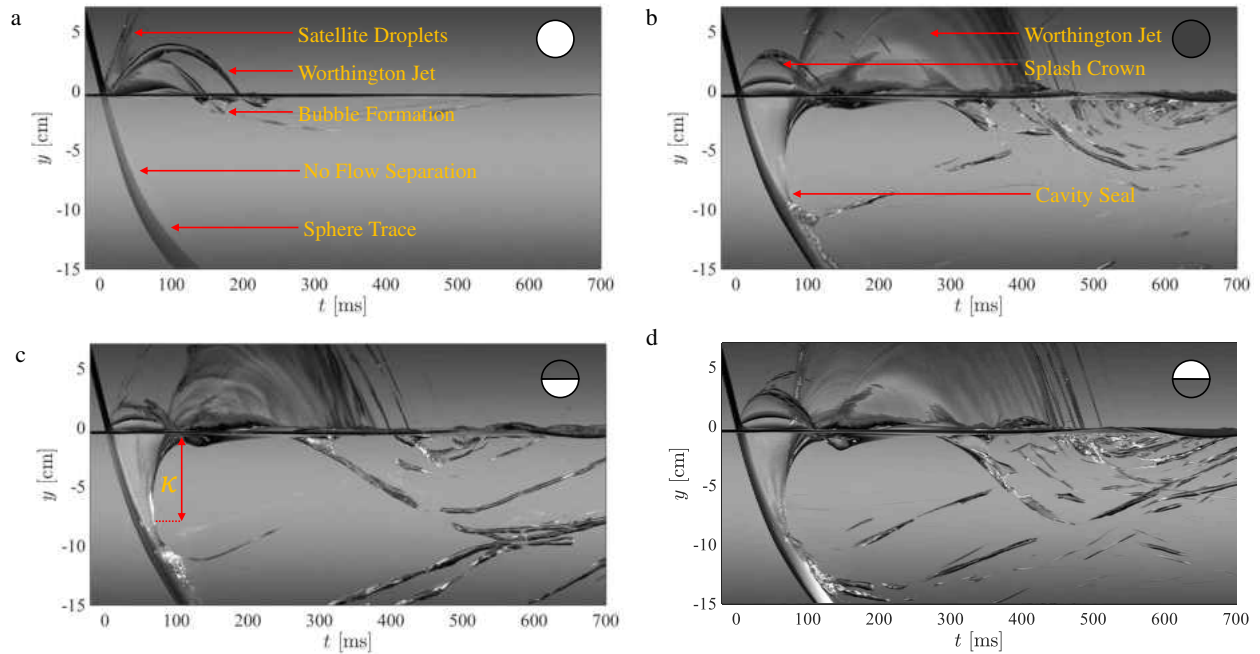 a
Satellite Droplets
Worthington Jet
Bubble Formation
No Flow Separation
Sphere Trace
5
0
-5
-10
-15
y [cm]
0 100 200 300 400 500 600 700
t [ms]
b
Worthington Jet
Splash Crown
Cavity Seal
5
0
-5
-10
-15
y [cm]
0 100 200 300 400 500 600 700
t [ms]
c
κ
5
0
-5
-10
-15
y [cm]
0 100 200 300 400 500 600 700
t [ms]
d
5
0
-5
-10
-15
y [cm]
0 100 200 300 400 500 600 700
t [ms]